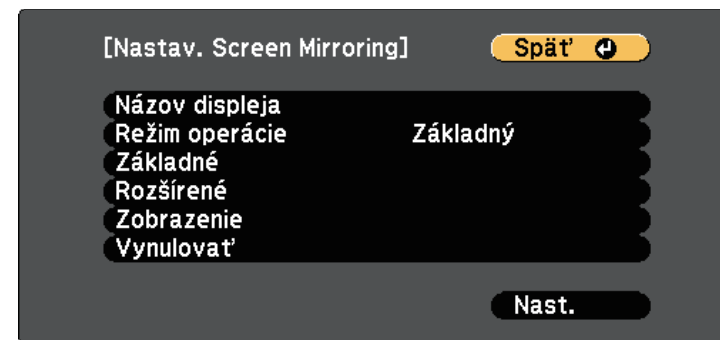 [Nastav. Screen Mirroring] Späť
Názov displeja
Režim operácie Základný
Základné
Rozšírené
Zobrazenie
Vynulovať
Nast.